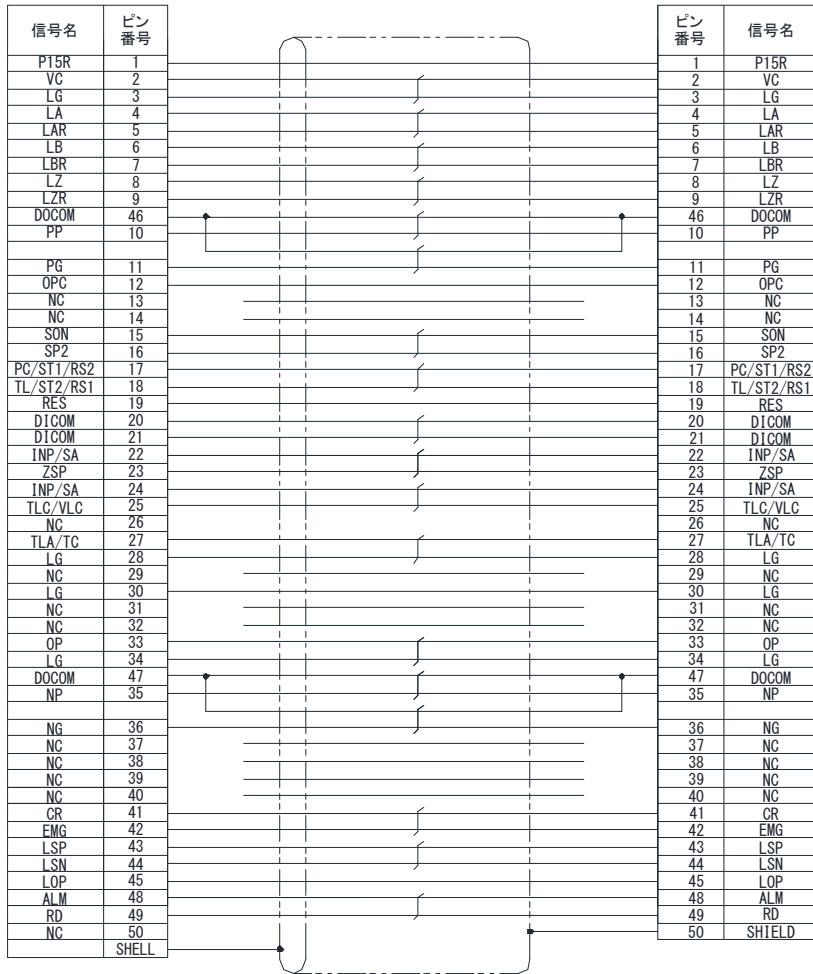 信号名 ピン番号 ピン番号 信号名
P15R 1 1 P15R
VC 2 2 VC
LG 3 3 LG
LA 4 4 LA
LAR 5 5 LAR
LB 6 6 LB
LBR 7 7 LBR
LZ 8 8 LZ
LZR 9 9 LZR
DOCOM 46 46 DOCOM
PP 10 10 PP
PG 11 11 PG
OPC 12 12 OPC
NC 13 13 NC
NC 14 14 NC
SON 15 15 SON
SP2 16 16 SP2
PC/ST1/RS2 17 17 PC/ST1/RS2
TL/ST2/RS1 18 18 TL/ST2/RS1
RES 19 19 RES
DICOM 20 20 DICOM
DICOM 21 21 DICOM
INP/SA 22 22 INP/SA
ZSP 23 23 ZSP
INP/SA 24 24 INP/SA
TLC/VLC 25 25 TLC/VLC
NC 26 26 NC
TLA/TC 27 27 TLA/TC
LG 28 28 LG
NC 29 29 NC
LG 30 30 LG
NC 31 31 NC
NC 32 32 NC
OP 33 33 OP
LG 34 34 LG
DOCOM 47 47 DOCOM
NP 35 35 NP
NG 36 36 NG
NC 37 37 NC
NC 38 38 NC
NC 39 39 NC
NC 40 40 NC
CR 41 41 CR
EMG 42 42 EMG
LSP 43 43 LSP
LSN 44 44 LSN
LOP 45 45 LOP
ALM 48 48 ALM
RD 49 49 RD
NC 50 50 SHIELD
SHELL